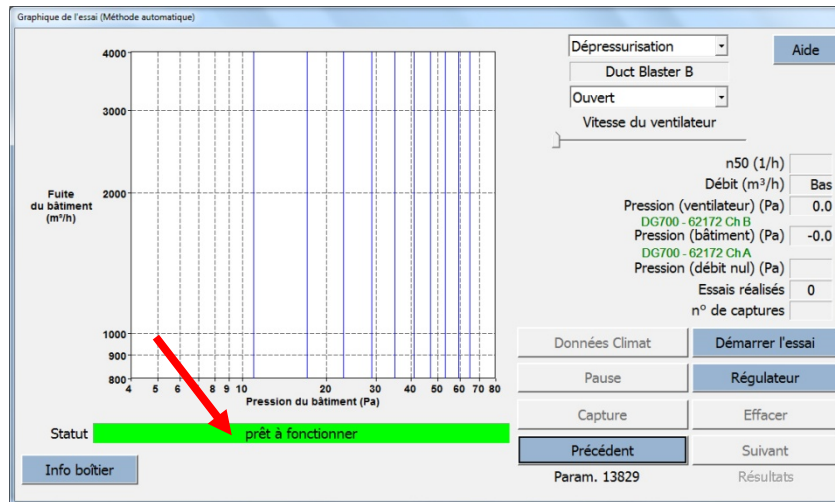 Graphique de l'essai (Méthode automatique)
4000
3000
2000
1000
900
800
Fuite
du bâtiment
(m³/h)
4 5 6 8 9 10 20 30 40 50 60 70 80
Pression du bâtiment (Pa)
Statut prêt à fonctionner
Info boîtier
Dépressurisation
Aide
Duct Blaster B
Ouvert
Vitesse du ventilateur
n50 (1/h)
Débit (m³/h) Bas
Pression (ventilateur) (Pa) 0.0
DG700 - 62172 Ch B
Pression (bâtiment) (Pa) -0.0
DG700 - 62172 Ch A
Pression (débit nul) (Pa)
Essais réalisés 0
n° de captures
Données Climat Démarrer l'essai
Pause Régulateur
Capture Effacer
Précédent Suivant
Param. 13829 Résultats